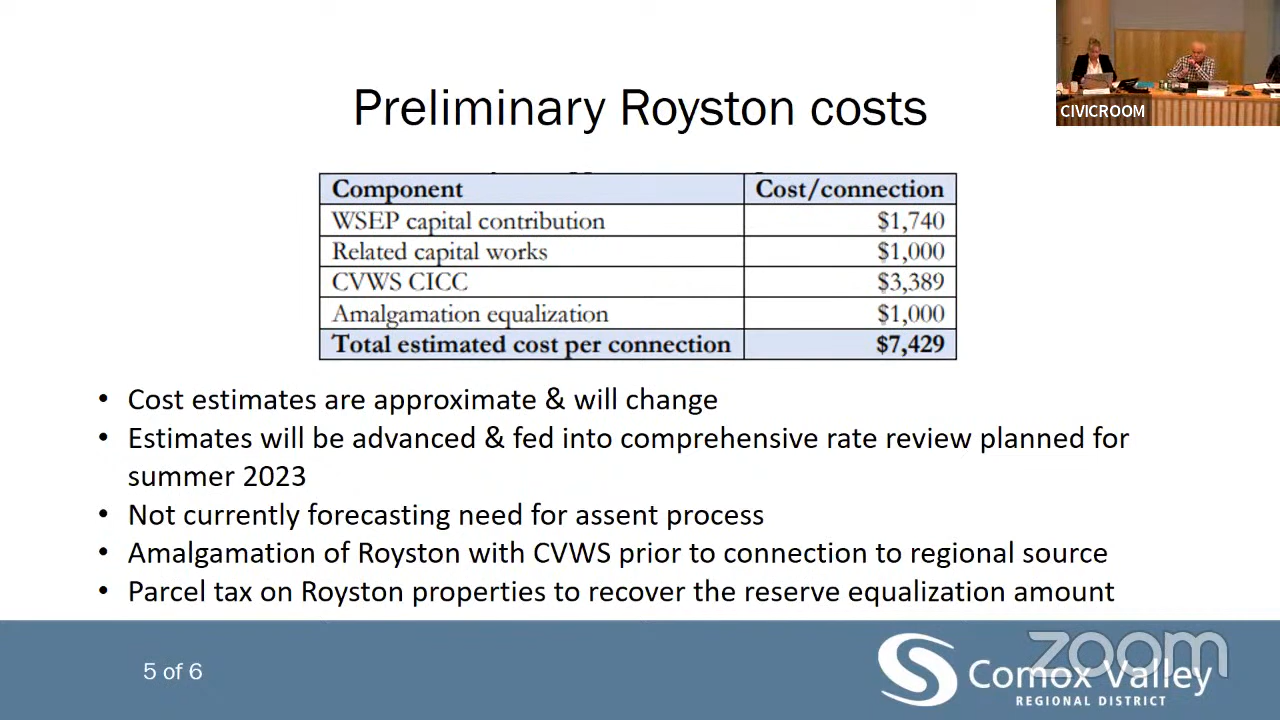 CIVICROOM
Preliminary Royston costs
Component Cost/connection
WSEP capital contribution $1,740
Related capital works $1,000
CVWS CICC $3,389
Amalgamation equalization $1,000
Total estimated cost per connection $7,429
• Cost estimates are approximate & will change
• Estimates will be advanced & fed into comprehensive rate review planned for
summer 2023
• Not currently forecasting need for assent process
• Amalgamation of Royston with CVWS prior to connection to regional source
• Parcel tax on Royston properties to recover the reserve equalization amount
5 of 6
zoom
Comox Valley
REGIONAL DISTRICT